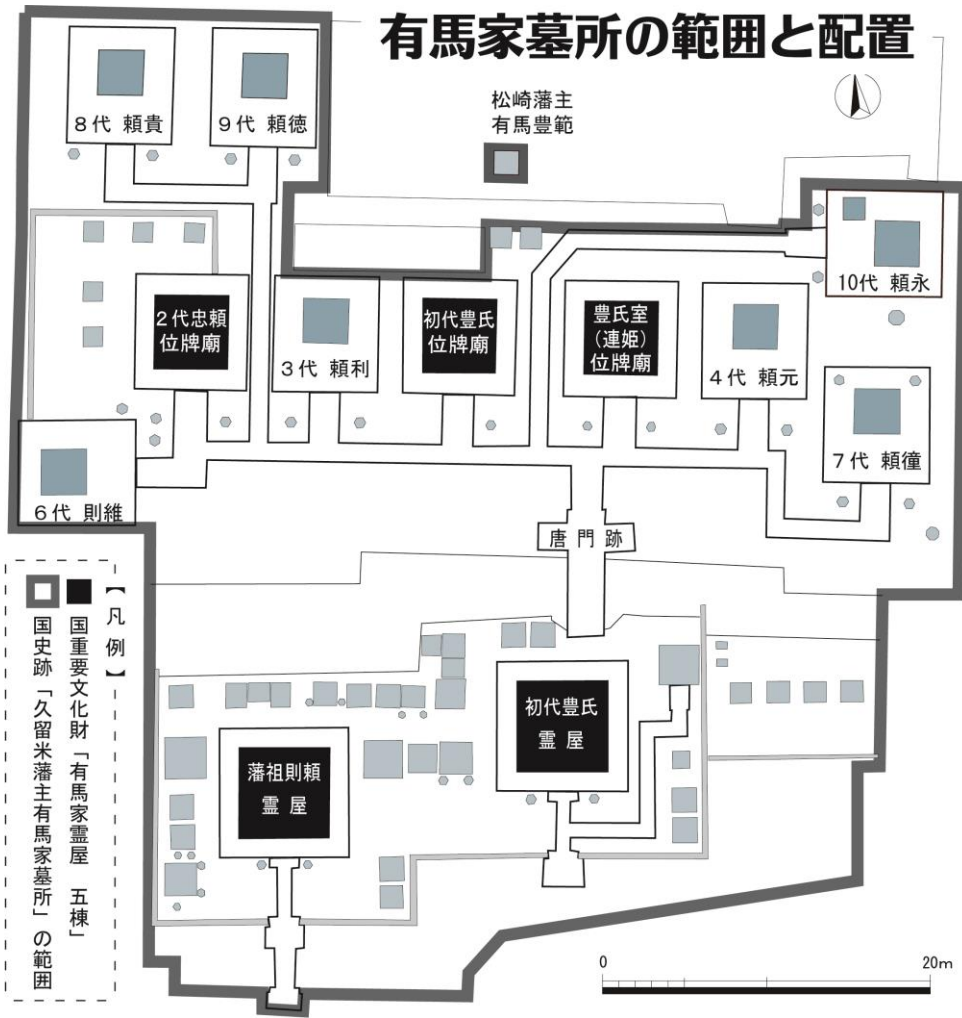 有馬家墓所の範囲と配置
松崎藩主
有馬豊範
8代 頼貴
9代 頼徳
10代 頼永
2代忠頼
位牌廟
3代 頼利
初代豊氏
位牌廟
豊氏室
(連姫)
位牌廟
4代 頼元
7代 頼徸
6代 則維
唐門跡
初代豊氏
霊屋
藩祖則頼
霊屋
【凡例】
国重要文化財「有馬家霊屋 五棟」
国史跡「久留米藩主有馬家墓所」の範囲
0
20m